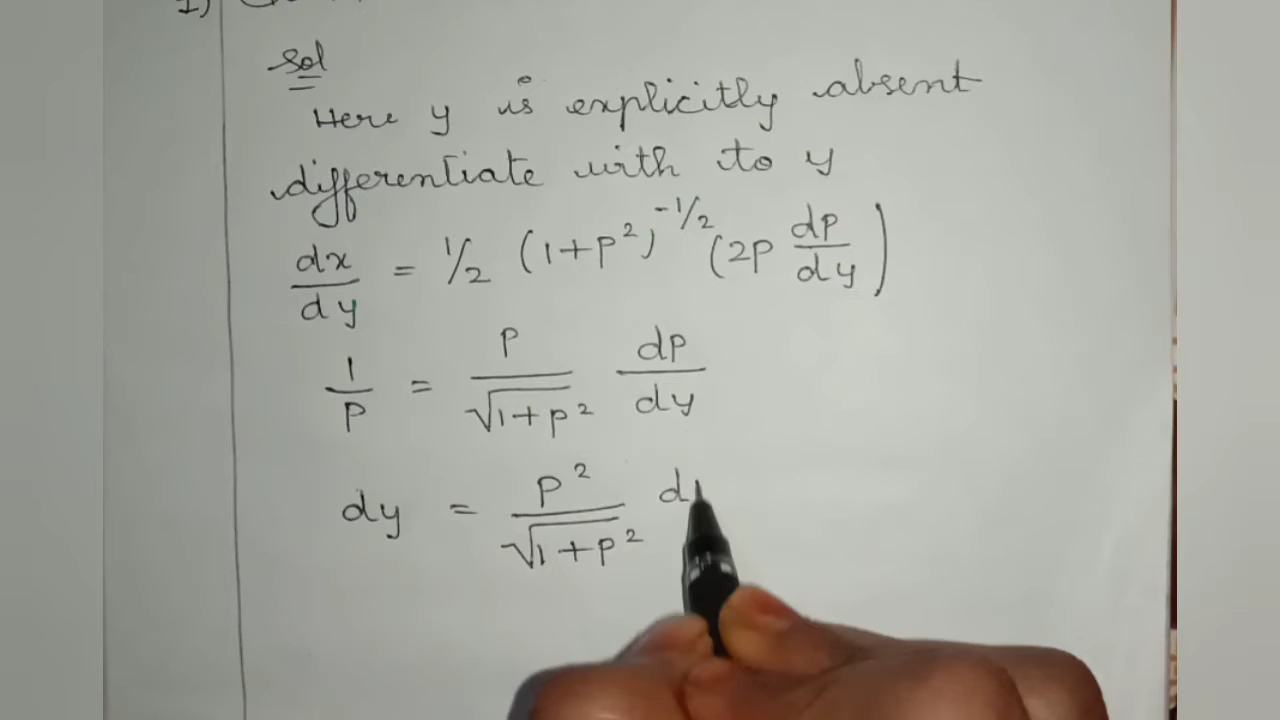 1)
Sol
Here y is explicitly absent
differentiate with to y
dx/dy = 1/2 (1+p²)^-1/2 (2p dp/dy)
1/p = p/√1+p² dp/dy
dy = p²/√1+p² d